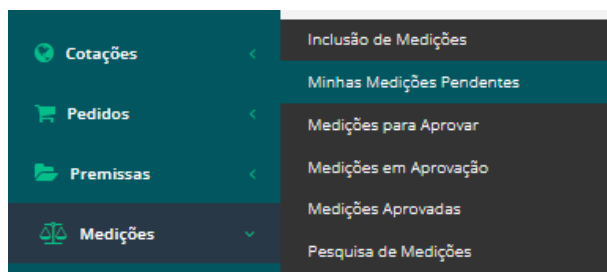 Cotações
Pedidos
Premissas
Medições
Inclusão de Medições
Minhas Medições Pendentes
Medições para Aprovar
Medições em Aprovação
Medições Aprovadas
Pesquisa de Medições